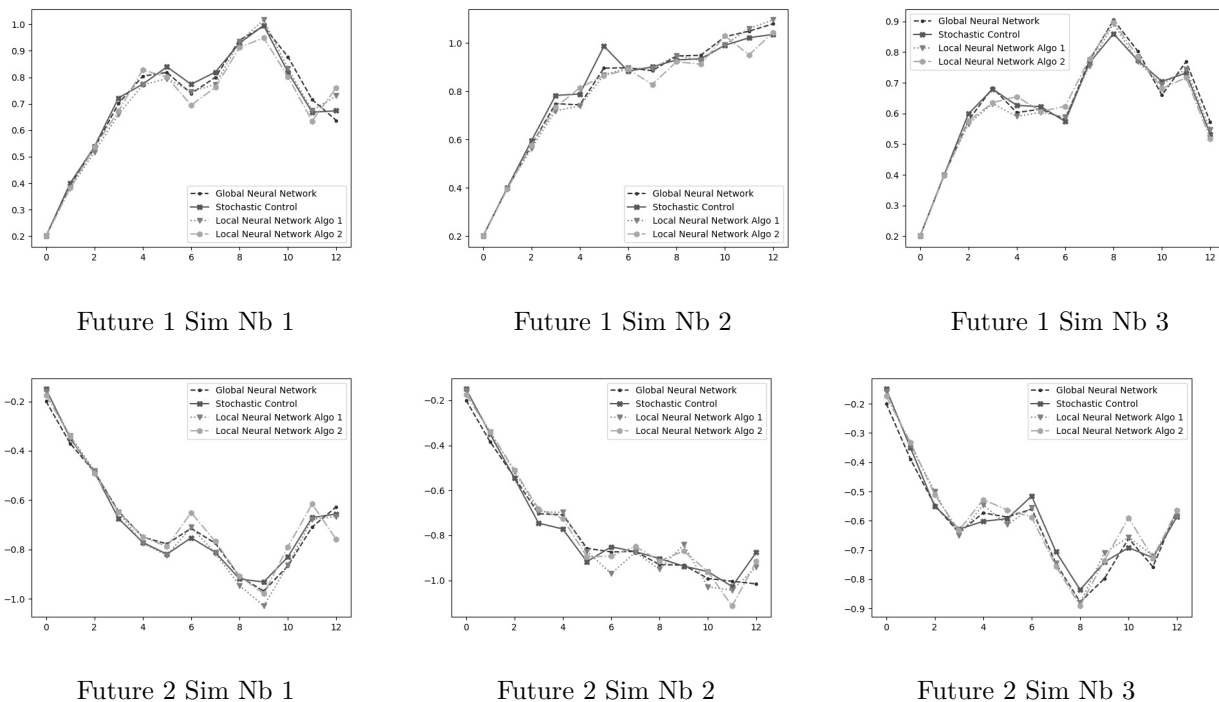 1.0
0.9
0.8
0.7
0.6
0.5
0.4
0.3
0.2
0 2 4 6 8 10 12
Global Neural Network
Stochastic Control
Local Neural Network Algo 1
Local Neural Network Algo 2
Future 1 Sim Nb 1
1.0
0.8
0.6
0.4
0.2
0 2 4 6 8 10 12
Global Neural Network
Stochastic Control
Local Neural Network Algo 1
Local Neural Network Algo 2
Future 1 Sim Nb 2
0.9
0.8
0.7
0.6
0.5
0.4
0.3
0.2
0 2 4 6 8 10 12
Global Neural Network
Stochastic Control
Local Neural Network Algo 1
Local Neural Network Algo 2
Future 1 Sim Nb 3
−0.2
−0.4
−0.6
−0.8
−1.0
0 2 4 6 8 10 12
Global Neural Network
Stochastic Control
Local Neural Network Algo 1
Local Neural Network Algo 2
Future 2 Sim Nb 1
−0.2
−0.4
−0.6
−0.8
−1.0
0 2 4 6 8 10 12
Global Neural Network
Stochastic Control
Local Neural Network Algo 1
Local Neural Network Algo 2
Future 2 Sim Nb 2
−0.2
−0.3
−0.4
−0.5
−0.6
−0.7
−0.8
−0.9
0 2 4 6 8 10 12
Global Neural Network
Stochastic Control
Local Neural Network Algo 1
Local Neural Network Algo 2
Future 2 Sim Nb 3